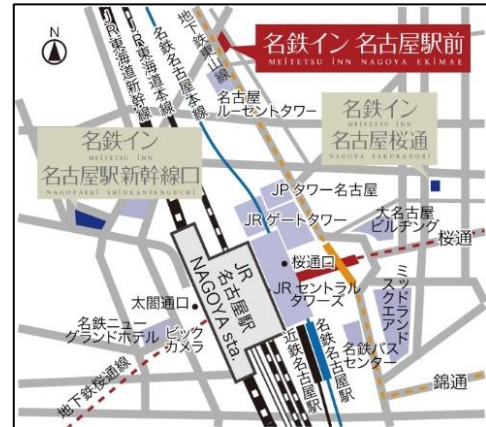 N
JR東海道新幹線
JR東海道本線
名鉄名古屋本線
地下鉄東山線
名鉄イン 名古屋駅前
MEITETSU INN NAGOYA EKIMAE
名古屋
ルーセントタワー
名鉄イン
MEITETSU INN
名古屋桜通
NAGOYA SAKURADORI
名鉄イン
MEITETSU INN
名古屋駅新幹線口
NAGOYAEKI SHINKANSENGUCHI
JPタワー名古屋
JRゲートタワー
大名古屋
ビルヂング
桜通
桜通口
JR
名古屋駅
NAGOYA sta.
JRセントラル
タワーズ
ミッドランド
スクエア
太閤通口
名鉄ニュー
グランドホテル
ビック
カメラ
近鉄名古屋駅
名鉄名古屋駅
名鉄バス
センター
錦通
地下鉄桜通線